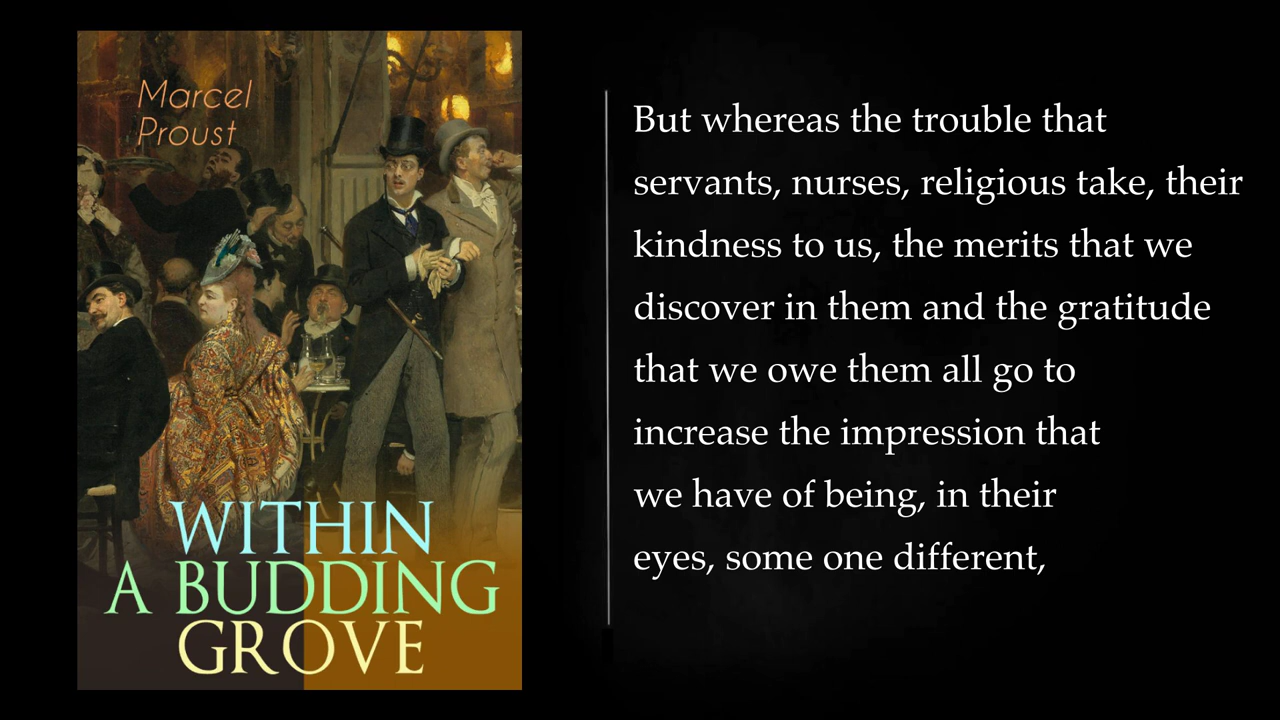 Marcel
Proust
WITHIN
A BUDDING
GROVE
But whereas the trouble that
servants, nurses, religious take, their
kindness to us, the merits that we
discover in them and the gratitude
that we owe them all go to
increase the impression that
we have of being, in their
eyes, some one different,